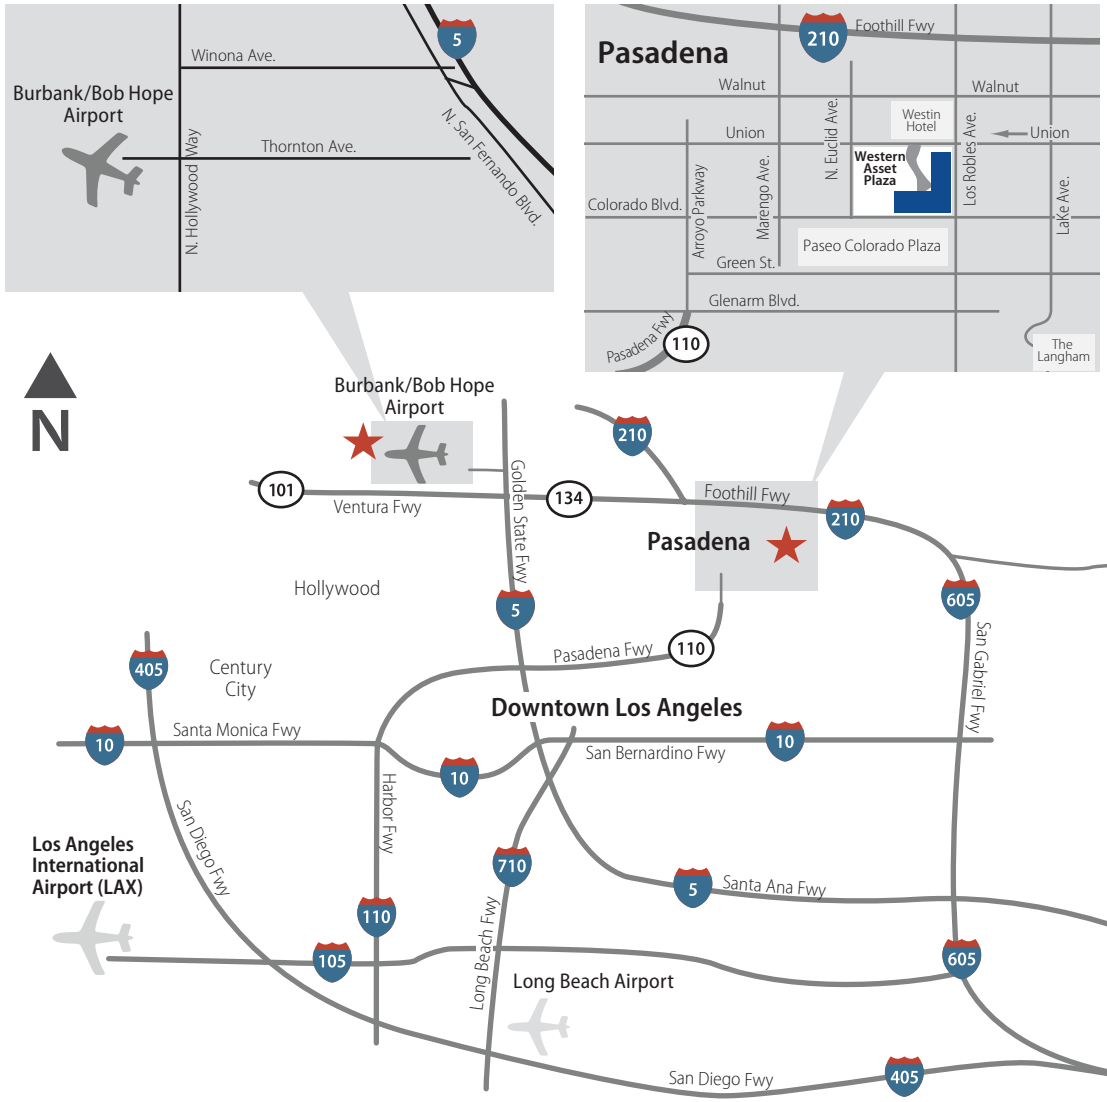 5
Winona Ave.
Burbank/Bob Hope
Airport
N. Hollywood Way
Thornton Ave.
N. San Fernando Blvd.
210
Foothill Fwy
Pasadena
Walnut
Walnut
N. Euclid Ave.
Westin
Hotel
Los Robles Ave.
Union
Union
Western
Asset
Plaza
Arroyo Parkway
Marengo Ave.
LaKe Ave.
Colorado Blvd.
Paseo Colorado Plaza
Green St.
Glenarm Blvd.
Pasadena Fwy
110
The
Langham
N
Burbank/Bob Hope
Airport
210
101
Ventura Fwy
Golden State Fwy
134
Foothill Fwy
210
Pasadena
Hollywood
5
605
San Gabriel Fwy
405
Century
City
Pasadena Fwy
110
Downtown Los Angeles
Santa Monica Fwy
10
10
San Bernardino Fwy
10
Harbor Fwy
San Diego Fwy
Los Angeles
International
Airport (LAX)
710
5
Santa Ana Fwy
110
Long Beach Fwy
105
605
Long Beach Airport
San Diego Fwy
405